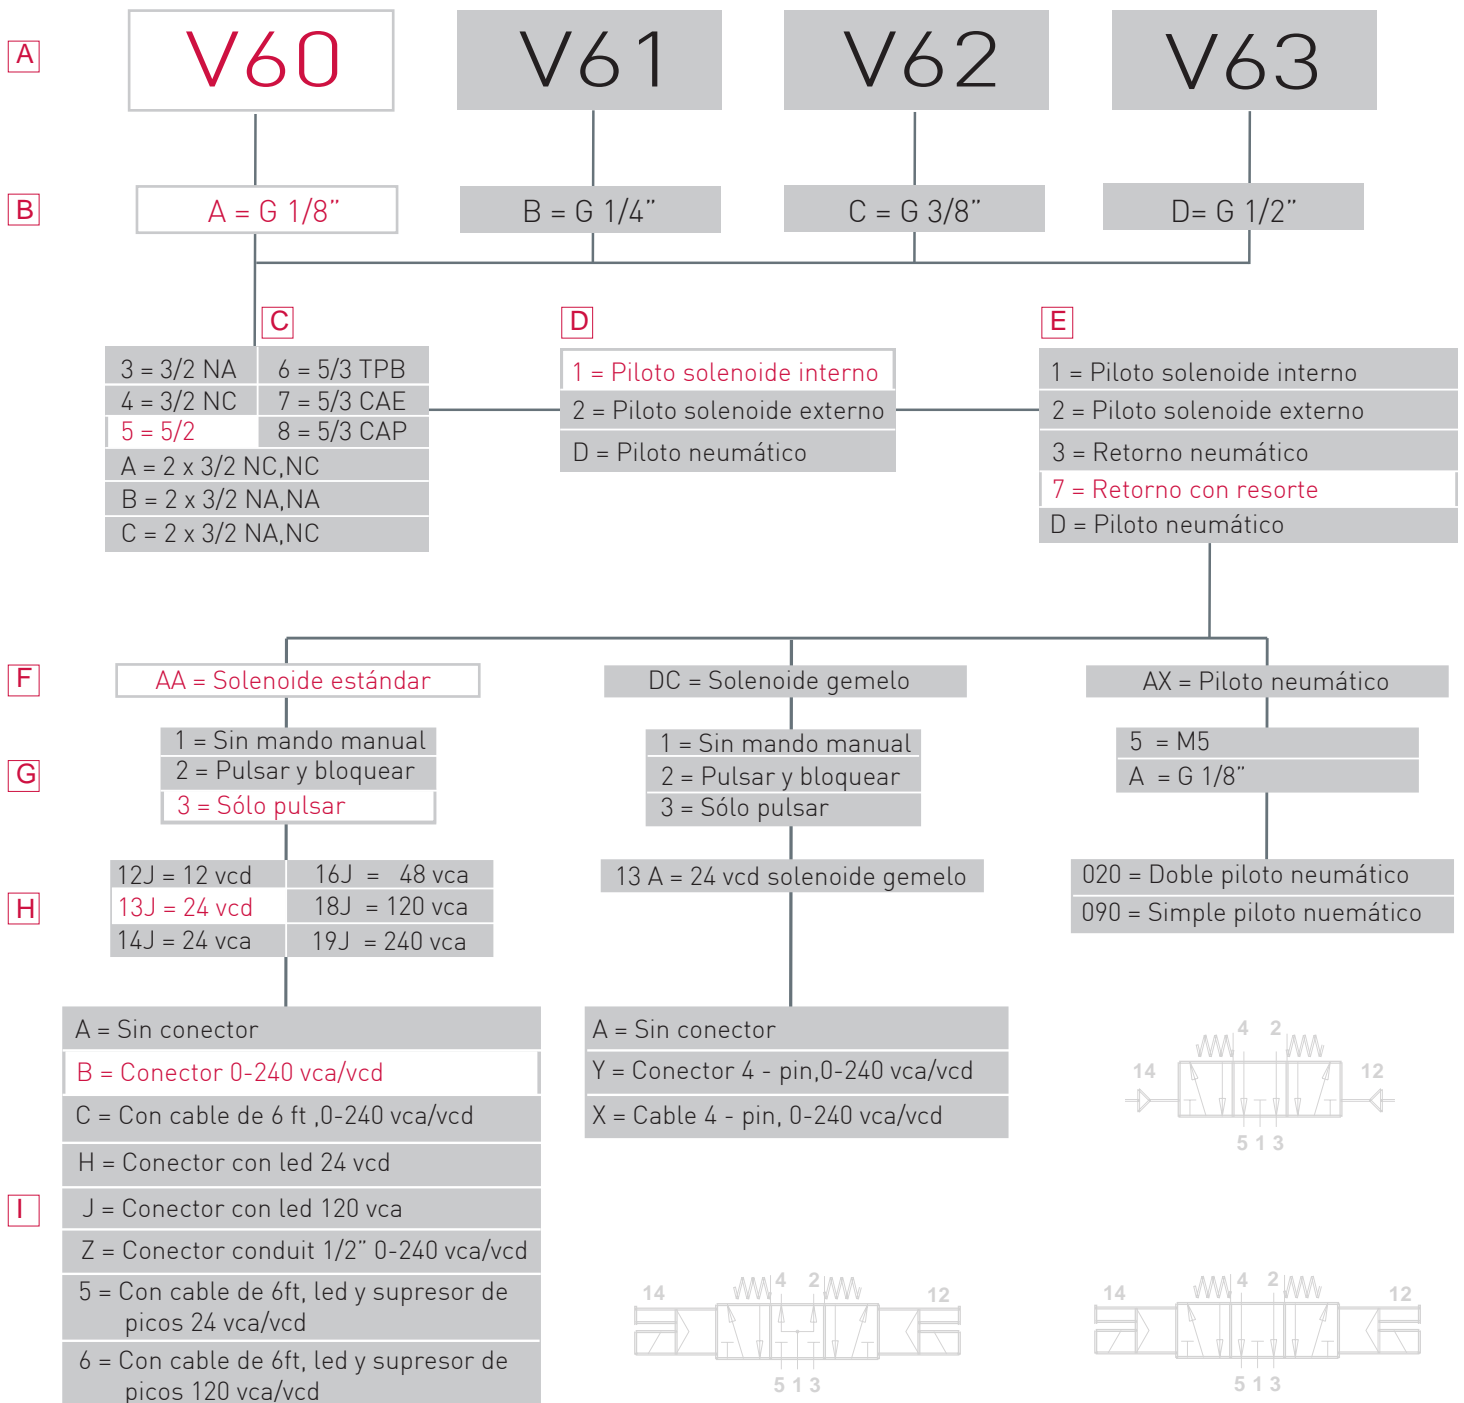 A
V60
V61
V62
V63
B
A = G 1/8”
B = G 1/4”
C = G 3/8”
D= G 1/2”
C
D
E
3 = 3/2 NA
6 = 5/3 TPB
4 = 3/2 NC
7 = 5/3 CAE
5 = 5/2
8 = 5/3 CAP
A = 2 x 3/2 NC,NC
B = 2 x 3/2 NA,NA
C = 2 x 3/2 NA,NC
1 = Piloto solenoide interno
2 = Piloto solenoide externo
D = Piloto neumático
1 = Piloto solenoide interno
2 = Piloto solenoide externo
3 = Retorno neumático
7 = Retorno con resorte
D = Piloto neumático
F
AA = Solenoide estándar
DC = Solenoide gemelo
AX = Piloto neumático
G
1 = Sin mando manual
2 = Pulsar y bloquear
3 = Sólo pulsar
1 = Sin mando manual
2 = Pulsar y bloquear
3 = Sólo pulsar
5 = M5
A = G 1/8”
H
12J = 12 vcd
16J = 48 vca
13J = 24 vcd
18J = 120 vca
14J = 24 vca
19J = 240 vca
13 A = 24 vcd solenoide gemelo
020 = Doble piloto neumático
090 = Simple piloto nuemático
I
A = Sin conector
B = Conector 0-240 vca/vcd
C = Con cable de 6 ft ,0-240 vca/vcd
H = Conector con led 24 vcd
J = Conector con led 120 vca
Z = Conector conduit 1/2” 0-240 vca/vcd
5 = Con cable de 6ft, led y supresor de
picos 24 vca/vcd
6 = Con cable de 6ft, led y supresor de
picos 120 vca/vcd
A = Sin conector
Y = Conector 4 - pin,0-240 vca/vcd
X = Cable 4 - pin, 0-240 vca/vcd
4 2
14 12
5 1 3
4 2
14 12
5 1 3
4 2
14 12
5 1 3